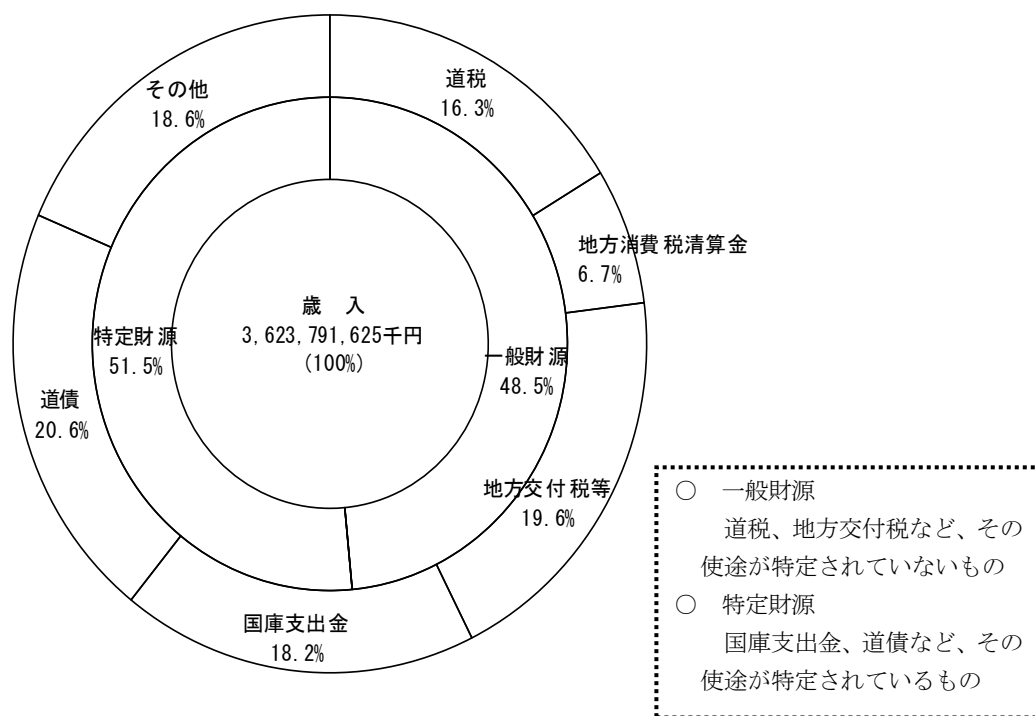 その他
18.6%
道税
16.3%
地方消費税清算金
6.7%
歳　入
3,623,791,625千円
(100%)
特定財源
51.5%
一般財源
48.5%
道債
20.6%
地方交付税等
19.6%
国庫支出金
18.2%
○　一般財源
道税、地方交付税など、その
使途が特定されていないもの
○　特定財源
国庫支出金、道債など、その
使途が特定されているもの